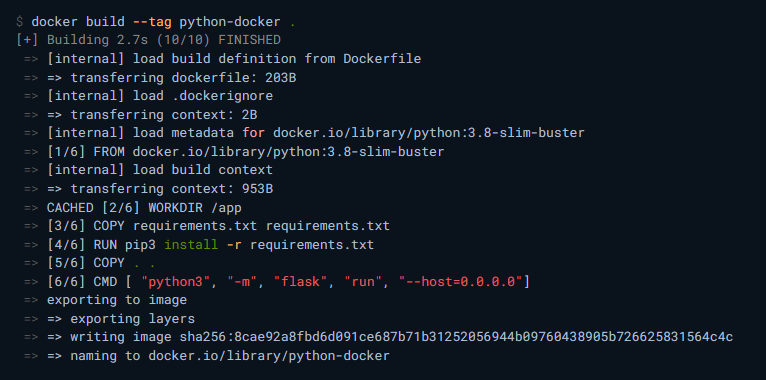 $ docker build --tag python-docker .
[+] Building 2.7s (10/10) FINISHED
=> [internal] load build definition from Dockerfile
=> => transferring dockerfile: 203B
=> [internal] load .dockerignore
=> => transferring context: 2B
=> [internal] load metadata for docker.io/library/python:3.8-slim-buster
=> [1/6] FROM docker.io/library/python:3.8-slim-buster
=> [internal] load build context
=> => transferring context: 953B
=> CACHED [2/6] WORKDIR /app
=> [3/6] COPY requirements.txt requirements.txt
=> [4/6] RUN pip3 install -r requirements.txt
=> [5/6] COPY . .
=> [6/6] CMD [ "python3", "-m", "flask", "run", "--host=0.0.0.0"]
=> exporting to image
=> => exporting layers
=> => writing image sha256:8cae92a8fbd6d091ce687b71b31252056944b09760438905b726625831564c4c
=> => naming to docker.io/library/python-docker